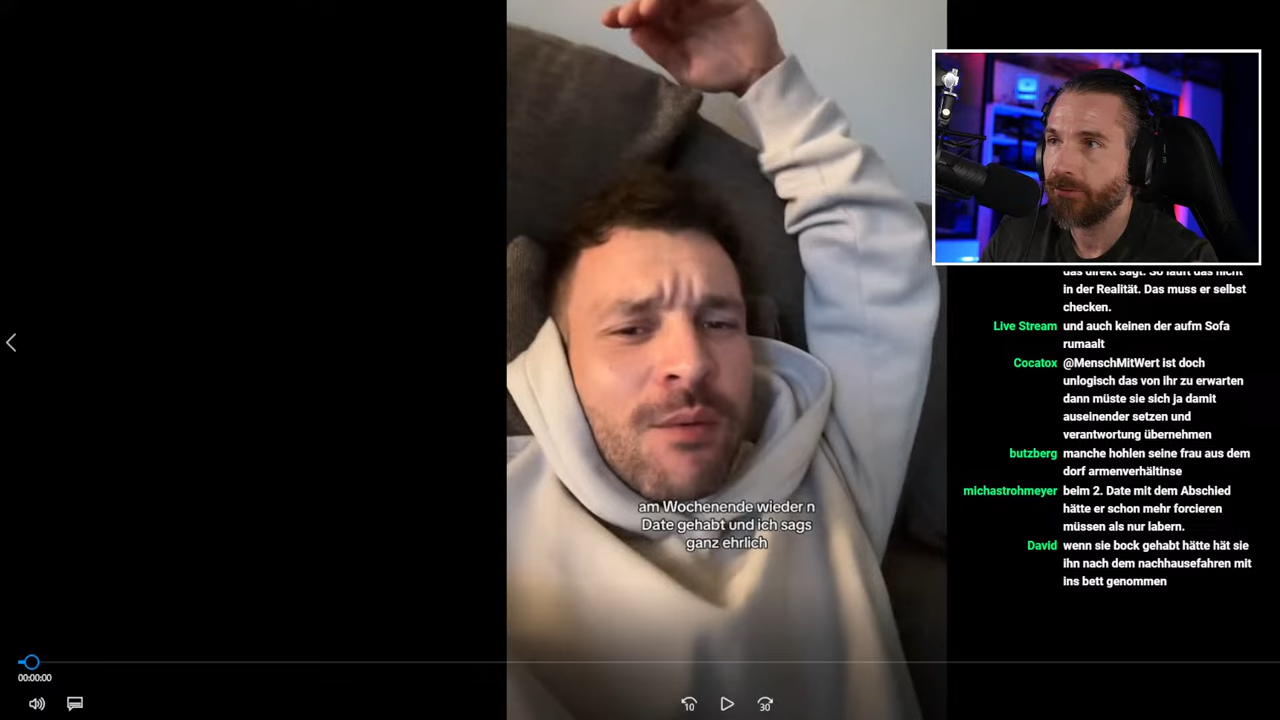 das direkt sagt. So läuft das nicht
in der Realität. Das muss er selbst
checken.
Live Stream und auch keinen der aufm Sofa
rumaalt
Cocatox @MenschMitWert ist doch
unlogisch das von ihr zu erwarten
dann müste sie sich ja damit
auseinender setzen und
verantwortung übernehmen
butzberg manche hohlen seine frau aus dem
dorf armenverhältinse
michastrohmeyer beim 2. Date mit dem Abschied
hätte er schon mehr forcieren
müssen als nur labern.
David wenn sie bock gehabt hätte hät sie
ihn nach dem nachhausefahren mit
ins bett genommen
am Wochenende wieder n
Date gehabt und ich sags
ganz ehrlich
00:00:00
10
30